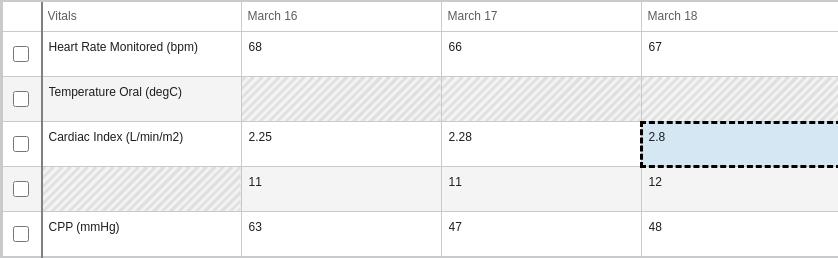 Vitals March 16 March 17 March 18
Heart Rate Monitored (bpm) 68 66 67
Temperature Oral (degC)
Cardiac Index (L/min/m2) 2.25 2.28 2.8
11 11 12
CPP (mmHg) 63 47 48